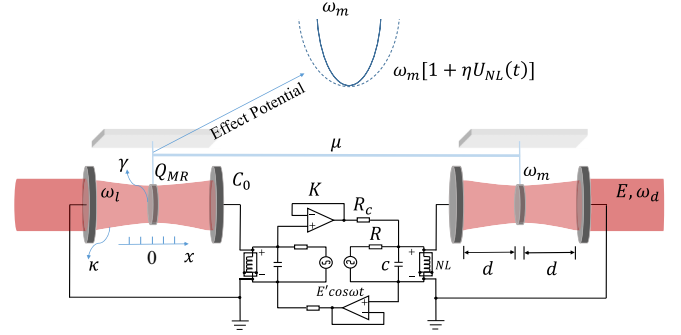 ω_m
ω_m[1 + ηU_NL(t)]
Effect Potential
μ
γ
Q_MR
ω_l
C_0
K
R_c
ω_m
E, ω_d
R
+
−
+
−
+
−
c
NL
κ
0
x
d
d
E′cosωt
+
−